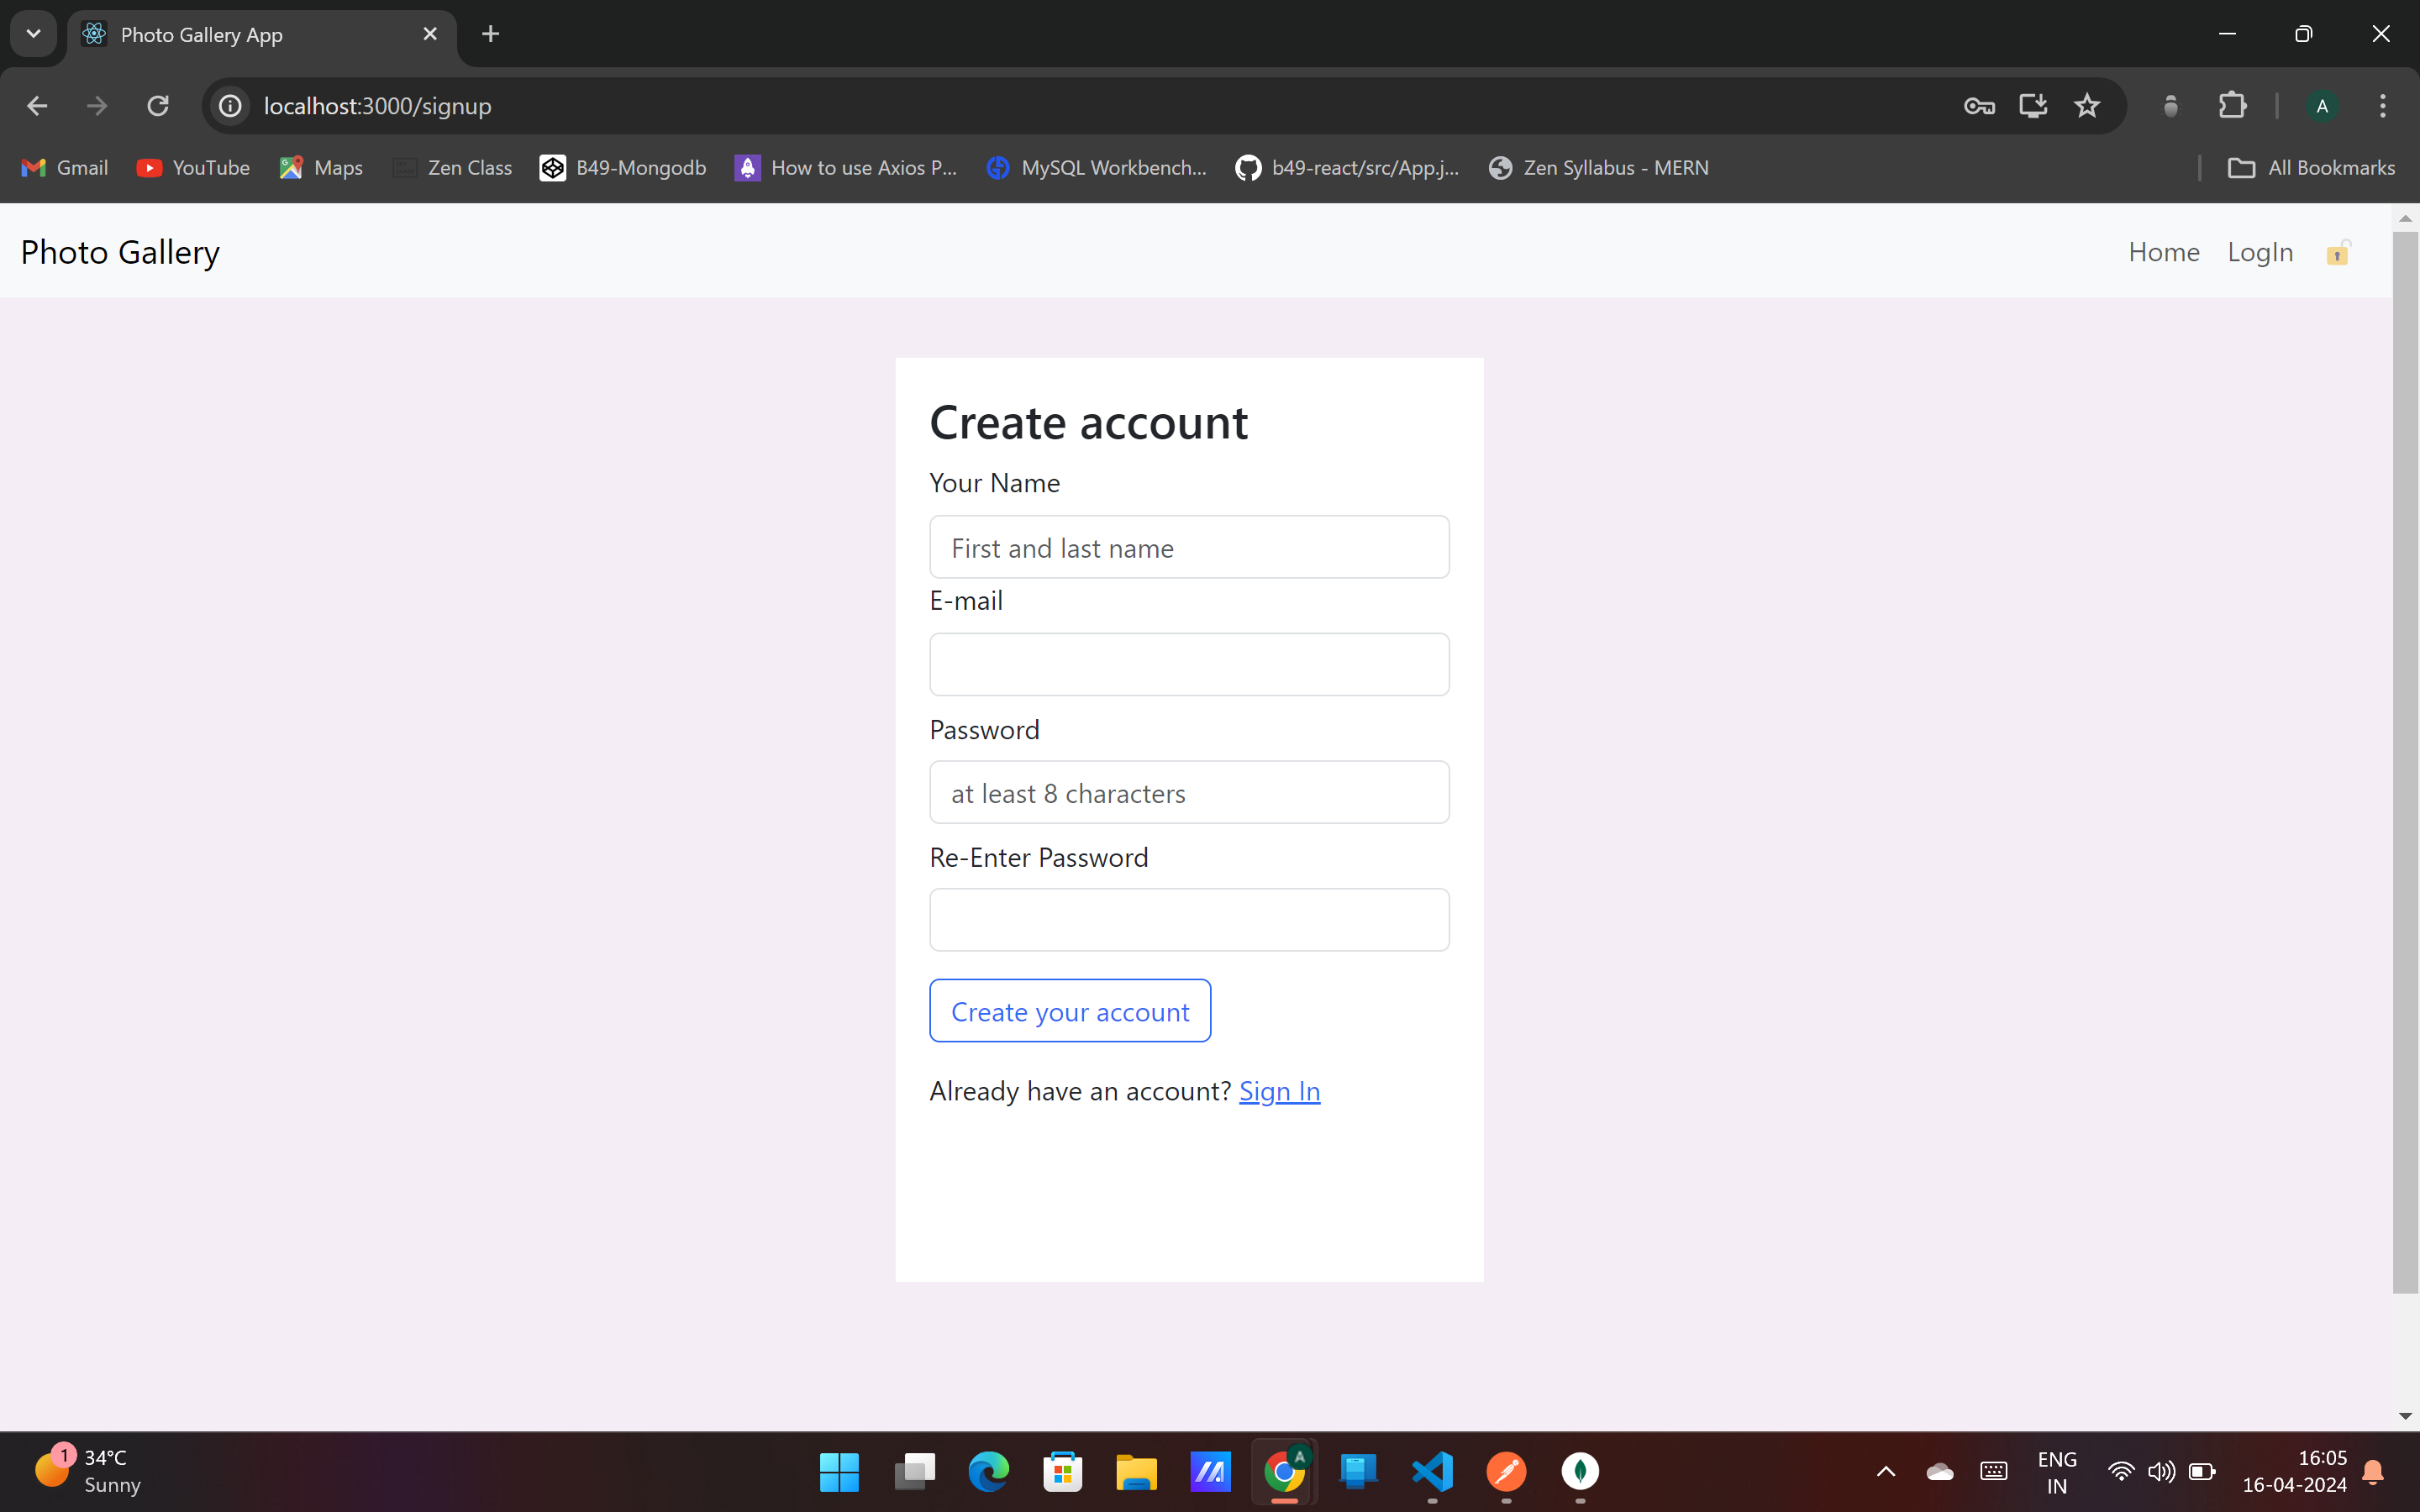 Photo Gallery App
localhost:3000/signup
Gmail YouTube Maps Zen Class B49-Mongodb How to use Axios P... MySQL Workbench... b49-react/src/App.j... Zen Syllabus - MERN All Bookmarks
A
Photo Gallery Home LogIn
Create account
Your Name
First and last name
E-mail
Password
at least 8 characters
Re-Enter Password
Create your account
Already have an account? Sign In
1 34°C
Sunny
A
ENG
IN
16:05
16-04-2024